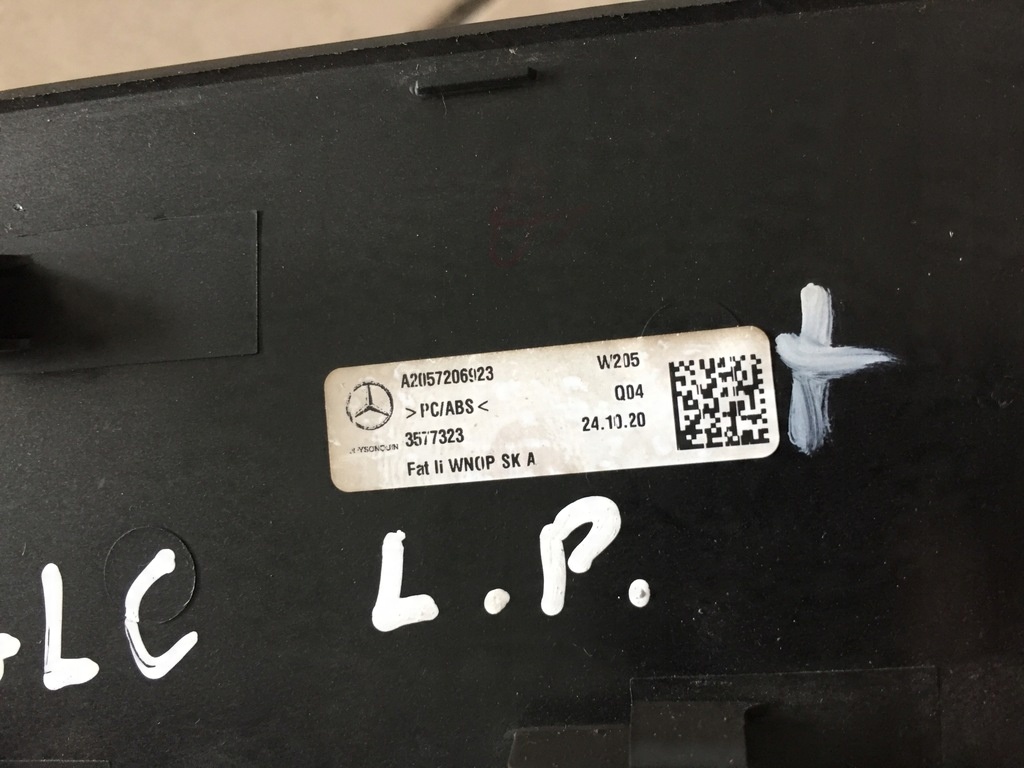 A2057206923 W205
>PC/ABS< Q04
3577323 24.10.20
Fat li WNOP SK A
LC L.P.